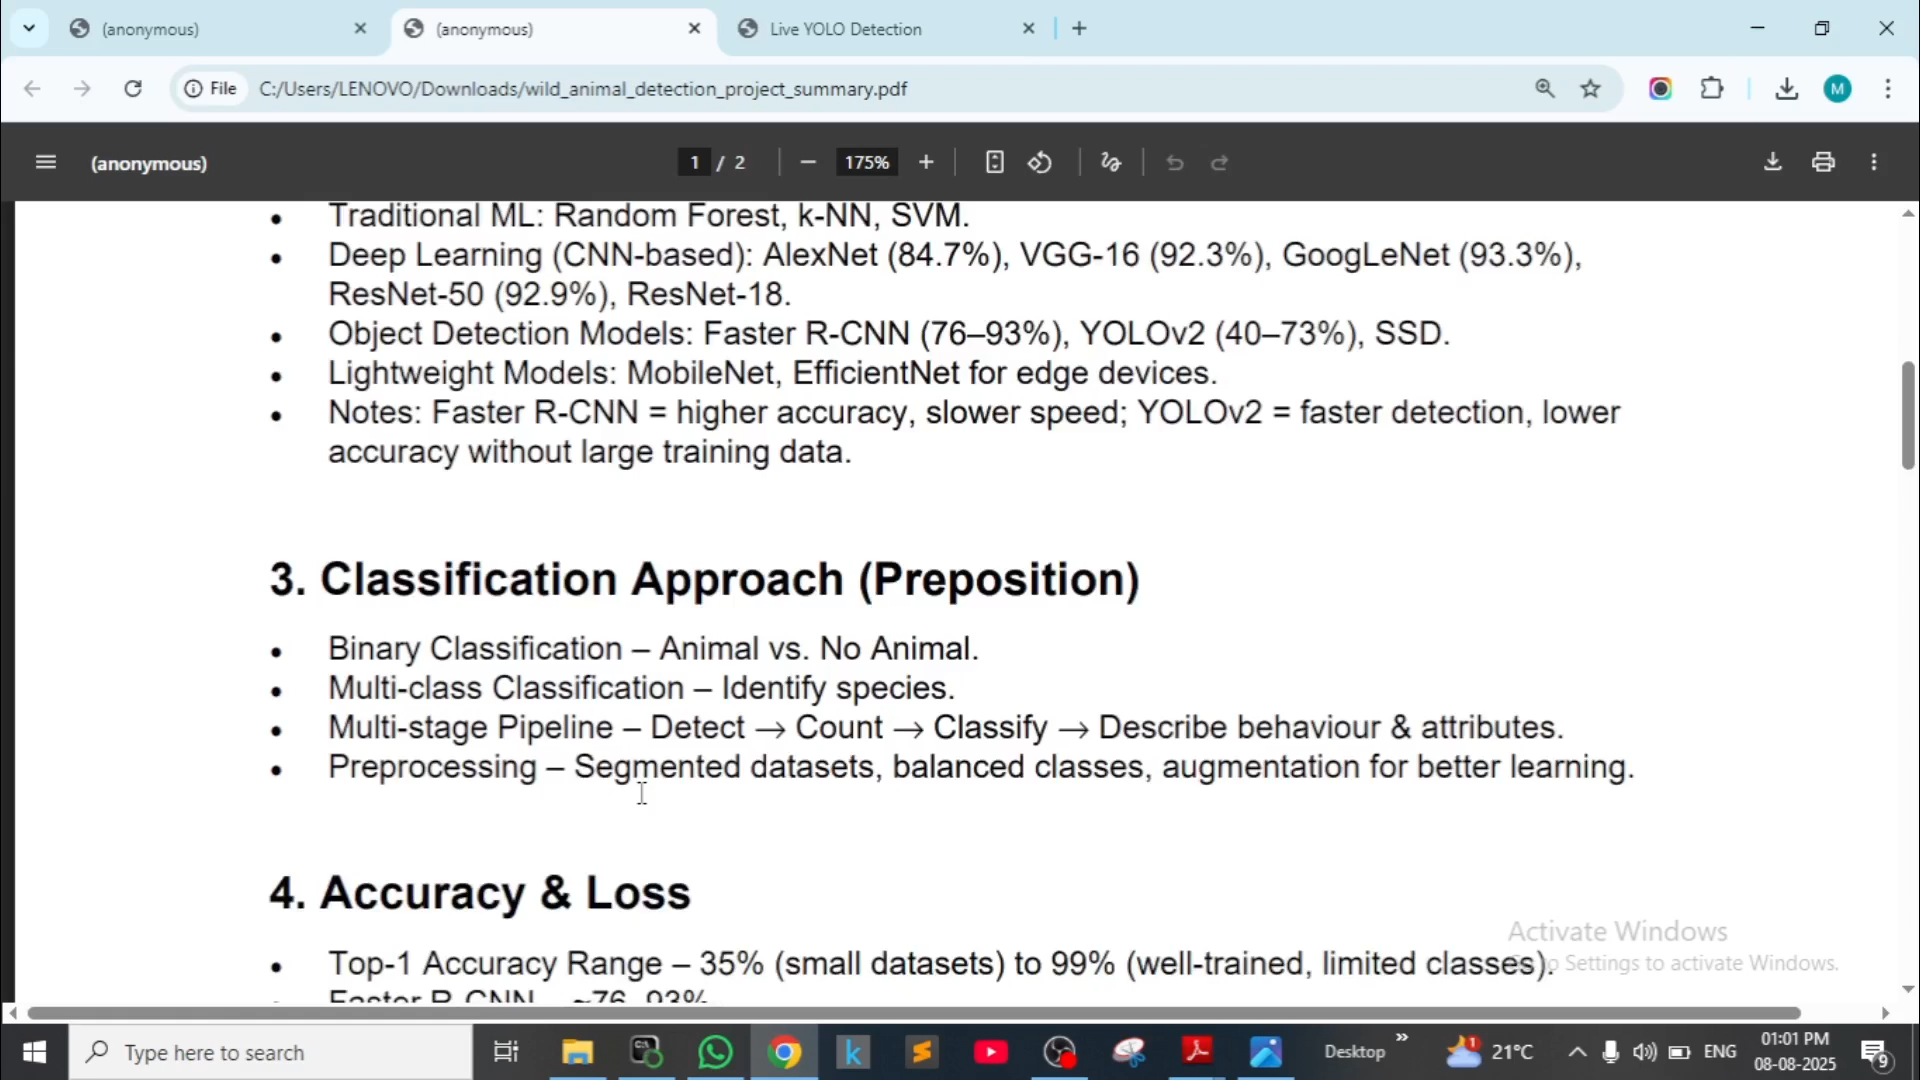 (anonymous)
(anonymous)
Live YOLO Detection
File
C:/Users/LENOVO/Downloads/wild_animal_detection_project_summary.pdf
M
(anonymous)
1 / 2
175%
• Traditional ML: Random Forest, k-NN, SVM.
• Deep Learning (CNN-based): AlexNet (84.7%), VGG-16 (92.3%), GoogLeNet (93.3%),
ResNet-50 (92.9%), ResNet-18.
• Object Detection Models: Faster R-CNN (76–93%), YOLOv2 (40–73%), SSD.
• Lightweight Models: MobileNet, EfficientNet for edge devices.
• Notes: Faster R-CNN = higher accuracy, slower speed; YOLOv2 = faster detection, lower
accuracy without large training data.
3. Classification Approach (Preposition)
• Binary Classification – Animal vs. No Animal.
• Multi-class Classification – Identify species.
• Multi-stage Pipeline – Detect → Count → Classify → Describe behaviour & attributes.
• Preprocessing – Segmented datasets, balanced classes, augmentation for better learning.
4. Accuracy & Loss
Activate Windows
• Top-1 Accuracy Range – 35% (small datasets) to 99% (well-trained, limited classes).
Go to Settings to activate Windows.
• Faster R-CNN – ~76–93%
Type here to search
Desktop
21°C
ENG
01:01 PM
08-08-2025
9